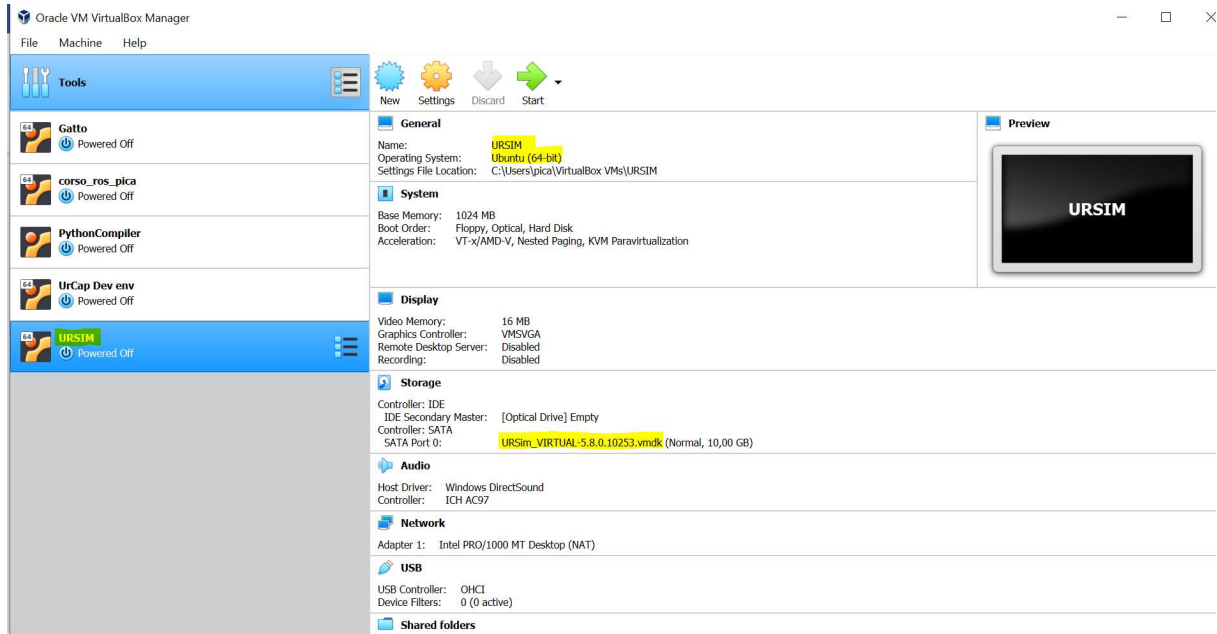 Oracle VM VirtualBox Manager
File Machine Help
Tools
New Settings Discard Start
64
Gatto
Powered Off
64
corso_ros_pica
Powered Off
PythonCompiler
Powered Off
64
UrCap Dev env
Powered Off
64
URSIM
Powered Off
General
Name: URSIM
Operating System: Ubuntu (64-bit)
Settings File Location: C:\Users\pica\VirtualBox VMs\URSIM
System
Base Memory: 1024 MB
Boot Order: Floppy, Optical, Hard Disk
Acceleration: VT-x/AMD-V, Nested Paging, KVM Paravirtualization
Preview
URSIM
Display
Video Memory: 16 MB
Graphics Controller: VMSVGA
Remote Desktop Server: Disabled
Recording: Disabled
Storage
Controller: IDE
IDE Secondary Master: [Optical Drive] Empty
Controller: SATA
SATA Port 0: URSim_VIRTUAL-5.8.0.10253.vmdk (Normal, 10,00 GB)
Audio
Host Driver: Windows DirectSound
Controller: ICH AC97
Network
Adapter 1: Intel PRO/1000 MT Desktop (NAT)
USB
USB Controller: OHCI
Device Filters: 0 (0 active)
Shared folders